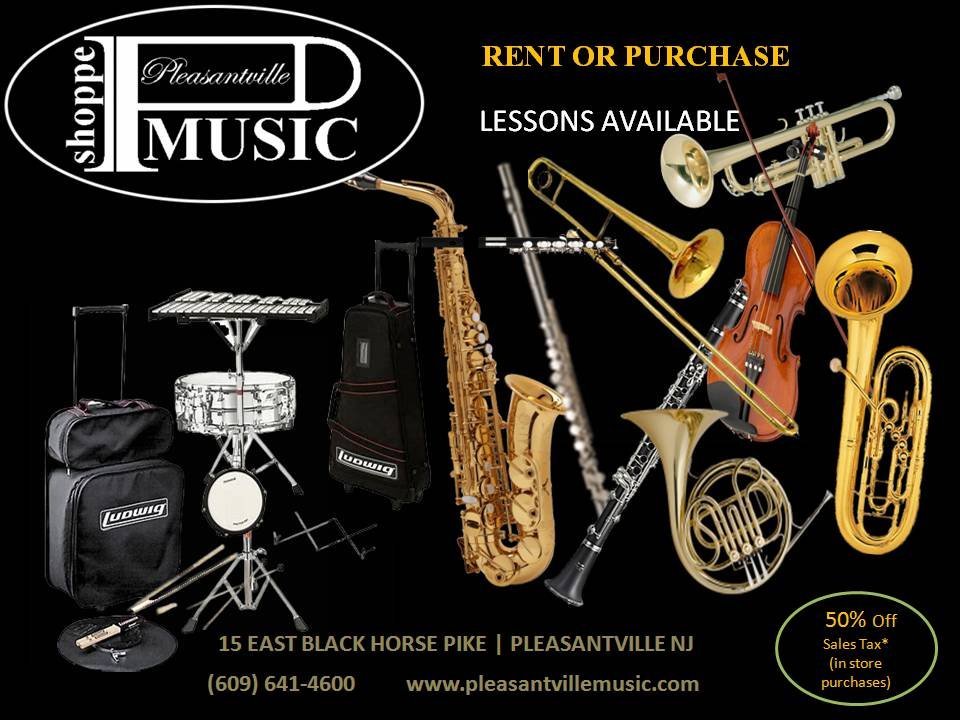 shoppe
Pleasantville
MUSIC
RENT OR PURCHASE
LESSONS AVAILABLE
Ludwig
Ludwig
15 EAST BLACK HORSE PIKE | PLEASANTVILLE NJ
(609) 641-4600 www.pleasantvillemusic.com
50% Off
Sales Tax*
(in store
purchases)